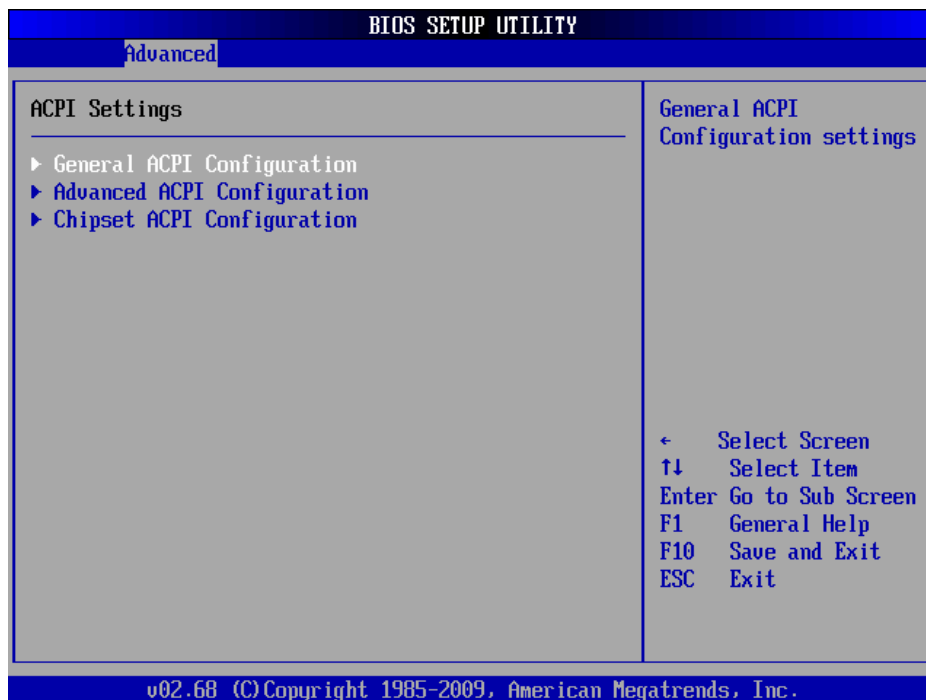 BIOS SETUP UTILITY
Advanced
ACPI Settings
▶ General ACPI Configuration
▶ Advanced ACPI Configuration
▶ Chipset ACPI Configuration
General ACPI
Configuration settings
← Select Screen
↑↓ Select Item
Enter Go to Sub Screen
F1 General Help
F10 Save and Exit
ESC Exit
v02.68 (C)Copyright 1985-2009, American Megatrends, Inc.